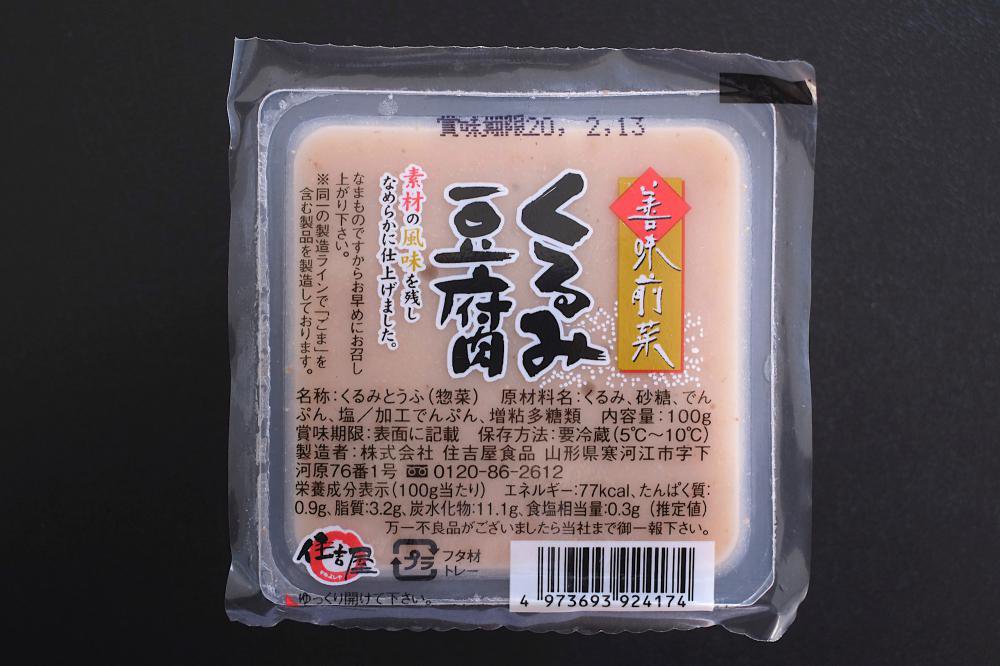 賞味期限20, 2,13
善味前菜
くるみ
豆腐
素材の風味を残し
なめらかに仕上げました。
なまものですからお早めにお召し
上がり下さい。
※同一の製造ラインで「ごま」を
含む製品を製造しております。
名称：くるみとうふ（惣菜） 原材料名：くるみ、砂糖、でん
ぷん、塩／加工でんぷん、増粘多糖類 内容量：100g
賞味期限：表面に記載 保存方法：要冷蔵（5℃～10℃）
製造者：株式会社 住吉屋食品 山形県寒河江市字下
河原76番1号 0120-86-2612
栄養成分表示（100g当たり） エネルギー：77kcal、たんぱく質：
0.9g、脂質：3.2g、炭水化物：11.1g、食塩相当量：0.3g（推定値）
万一不良品がございましたら当社まで御一報下さい。
住吉屋
すみよしや
プラ
フタ材
トレー
ゆっくり開けて下さい。
4 973693 924174